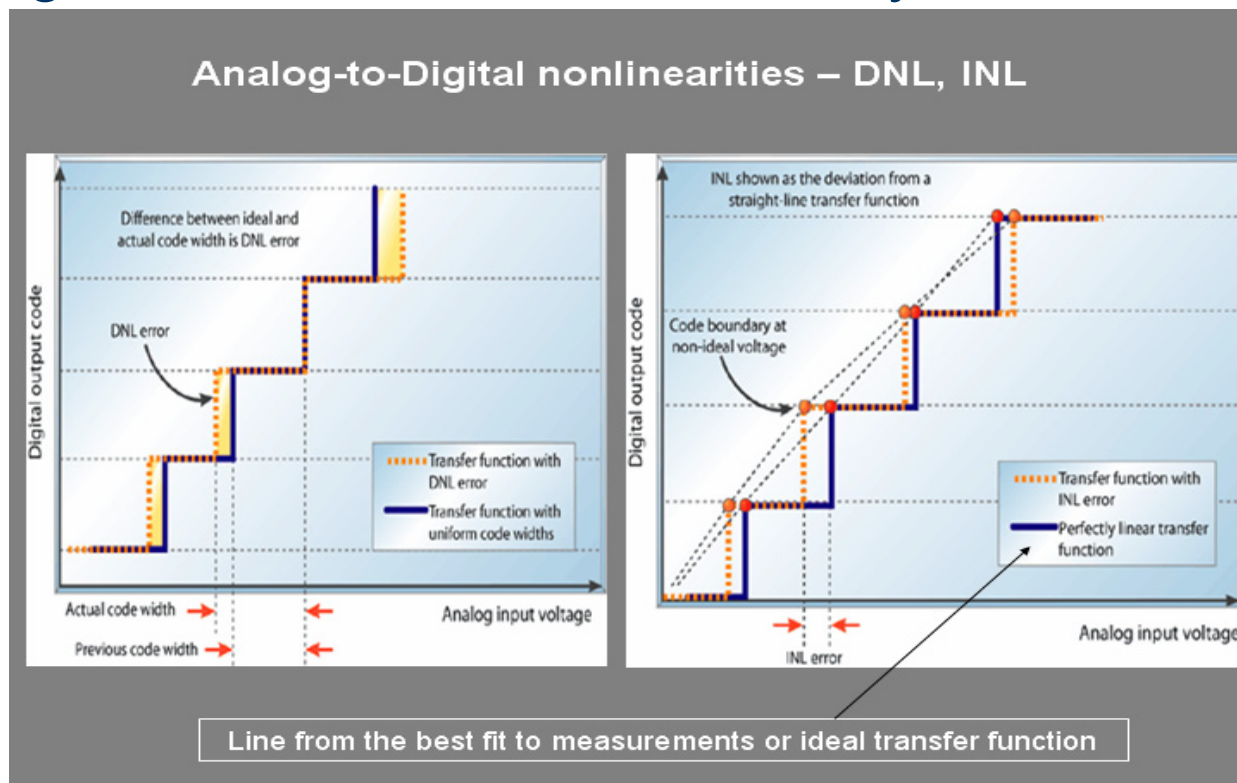 Analog-to-Digital nonlinearities – DNL, INL
Digital output code
Difference between ideal and
actual code width is DNL error
DNL error
Transfer function with
DNL error
Transfer function with
uniform code widths
Actual code width
Analog input voltage
Previous code width
Digital output code
INL shown as the deviation from a
straight-line transfer function
Code boundary at
non-ideal voltage
Transfer function with
INL error
Perfectly linear transfer
function
Analog input voltage
INL error
Line from the best fit to measurements or ideal transfer function